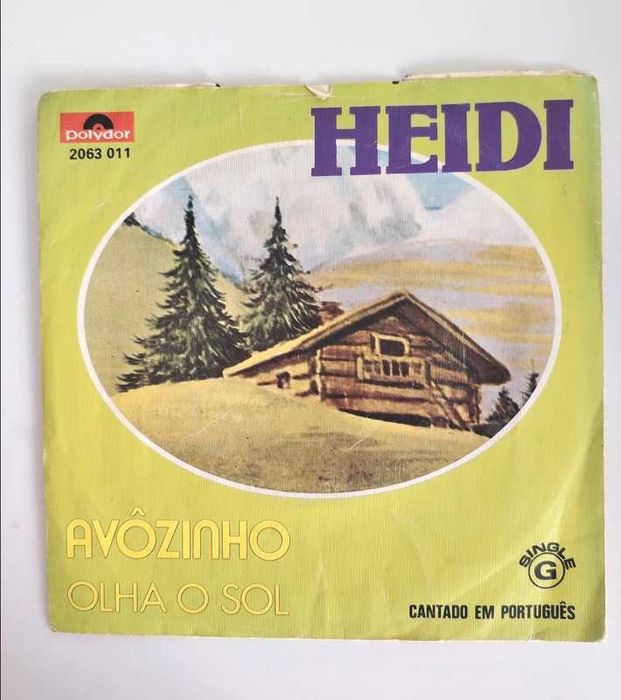 polydor
2063 011
HEIDI
AVÔZINHO
OLHA O SOL
SINGLE
G
CANTADO EM PORTUGUÊS